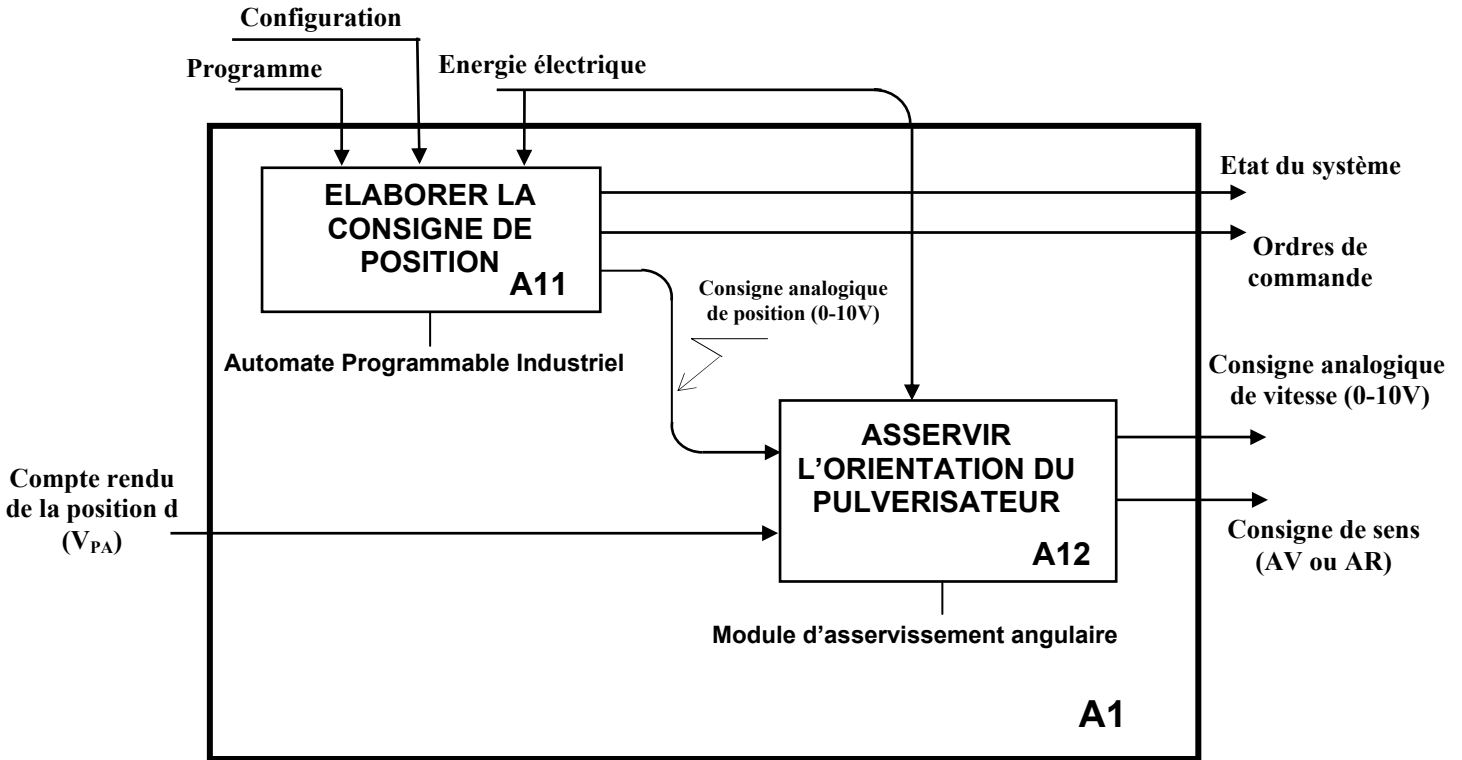 Configuration
Programme
Energie électrique
ELABORER LA
CONSIGNE DE
POSITION
A11
Automate Programmable Industriel
Etat du système
Ordres de
commande
Consigne analogique
de position (0-10V)
Consigne analogique
de vitesse (0-10V)
ASSERVIR
L’ORIENTATION DU
PULVERISATEUR
A12
Compte rendu
de la position d
(VPA)
Consigne de sens
(AV ou AR)
Module d’asservissement angulaire
A1